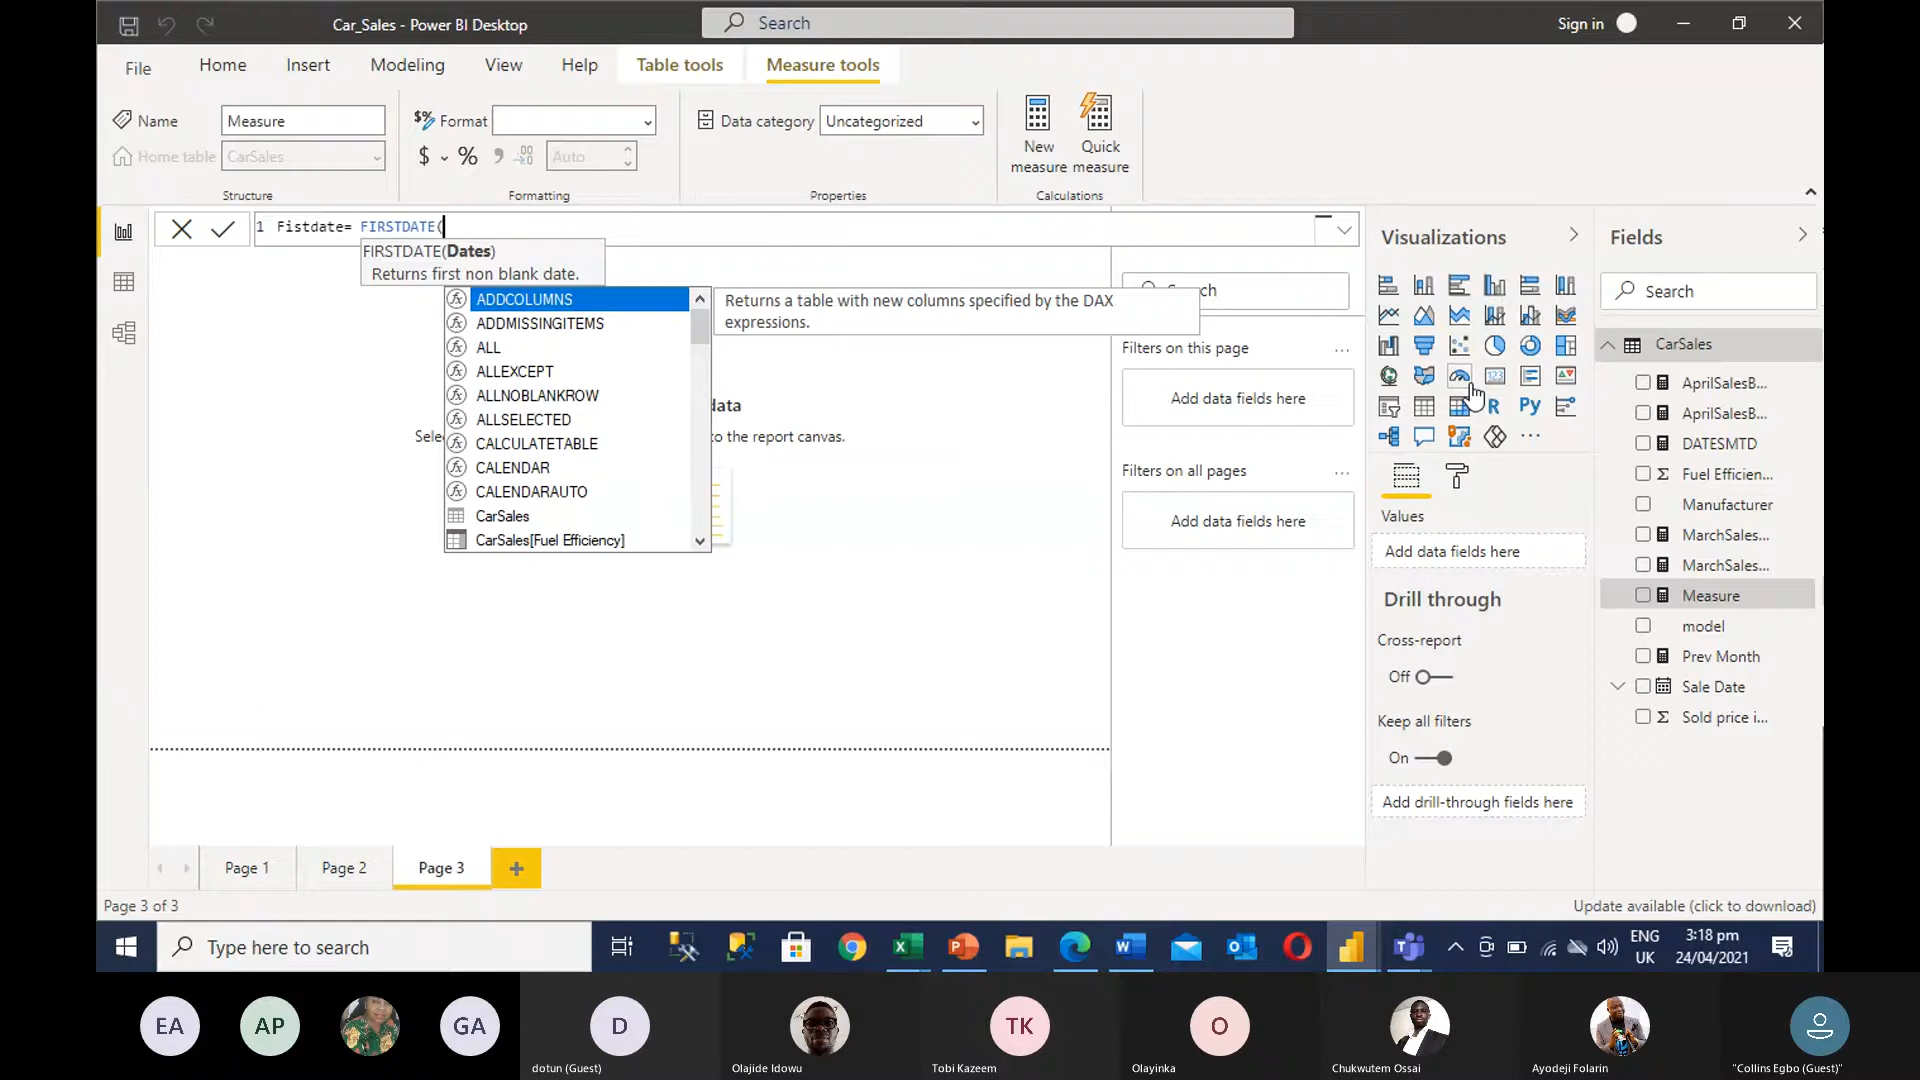 Car_Sales - Power BI Desktop
Search
Sign in
File
Home
Insert
Modeling
View
Help
Table tools
Measure tools
Name
Measure
Home table
CarSales
Structure
Format
$ % 
Auto
Formatting
Data category
Uncategorized
Properties
New measure
Quick measure
Calculations
1 Fistdate= FIRSTDATE(
FIRSTDATE(Dates)
Returns first non blank date.
ADDCOLUMNS
ADDMISSINGITEMS
ALL
ALLEXCEPT
ALLNOBLANKROW
ALLSELECTED
CALCULATETABLE
CALENDAR
CALENDARAUTO
CarSales
CarSales[Fuel Efficiency]
Returns a table with new columns specified by the DAX
expressions.
data
Sele
to the report canvas.
Filters on this page
...
Add data fields here
Filters on all pages
...
Add data fields here
Visualizations
123
R
Py
...
Values
Add data fields here
Drill through
Cross-report
Off
Keep all filters
On
Add drill-through fields here
Fields
Search
CarSales
AprilSalesB...
AprilSalesB...
DATESMTD
Fuel Efficien...
Manufacturer
MarchSales...
MarchSales...
Measure
model
Prev Month
Sale Date
Sold price i...
Page 1
Page 2
Page 3
+
Page 3 of 3
Update available (click to download)
Type here to search
ENG
UK
3:18 pm
24/04/2021
EA
AP
GA
D
TK
O
dotun (Guest)
Olajide Idowu
Tobi Kazeem
Olayinka
Chukwutem Ossai
Ayodeji Folarin
"Collins Egbo (Guest)"